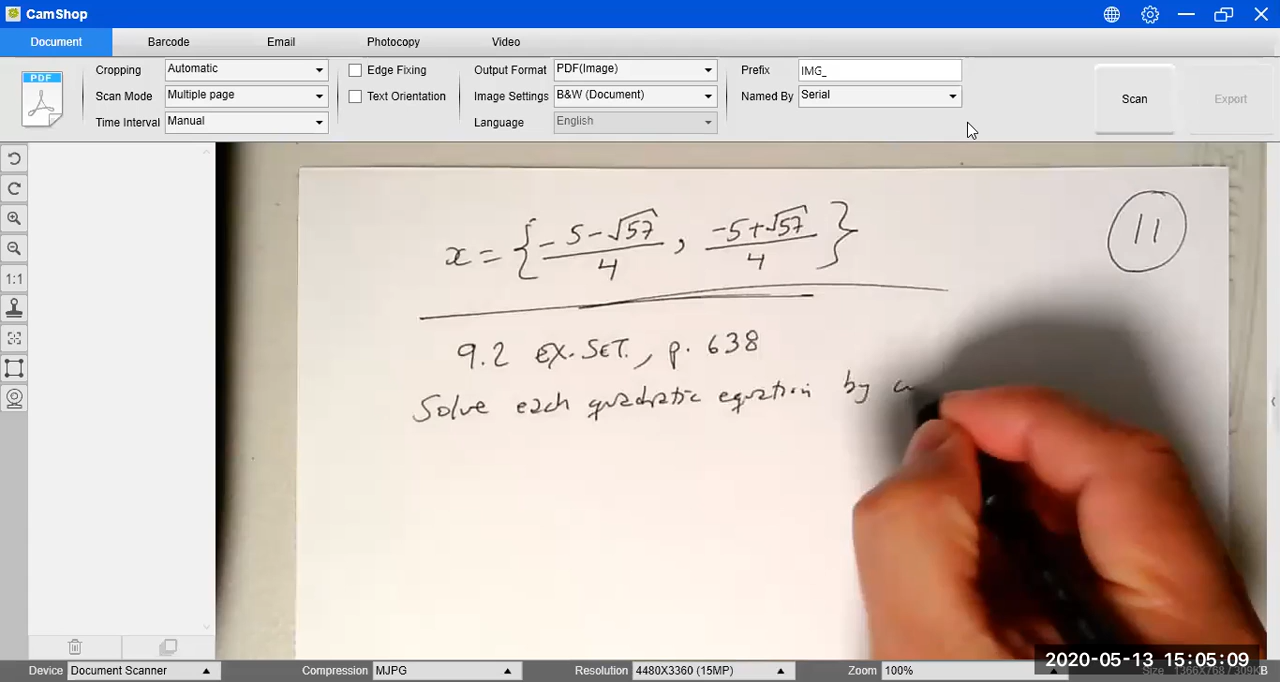 CamShop
Document Barcode Email Photocopy Video
PDF
Cropping Automatic Edge Fixing Output Format PDF(Image) Prefix IMG_
Scan Mode Multiple page Text Orientation Image Settings B&W (Document) Named By Serial
Time Interval Manual Language English
Scan Export
1:1
x = { -5-√57/4 , -5+√57/4 }
11
9.2 EX. SET., p. 638
Solve each quadratic equation by
Device Document Scanner Compression MJPG Resolution 4480X3360 (15MP) Zoom 100%
2020-05-13 15:05:09